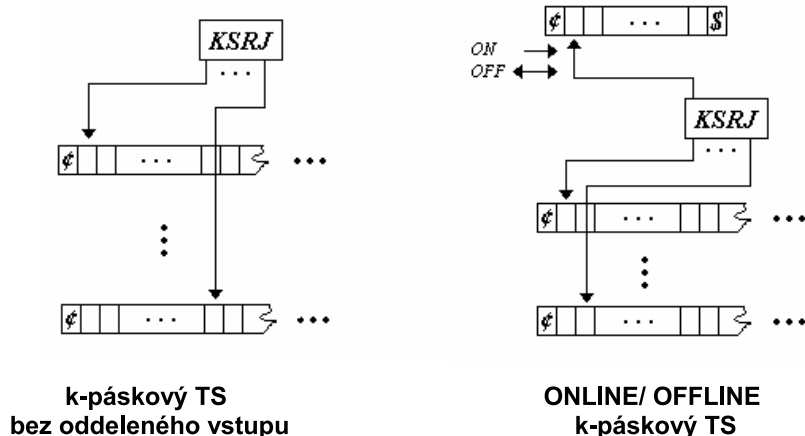 KSRJ
¢ $
ON
OFF
KSRJ
¢
¢
¢
¢
k-páskový TS
bez oddeleného vstupu
ONLINE/ OFFLINE
k-páskový TS